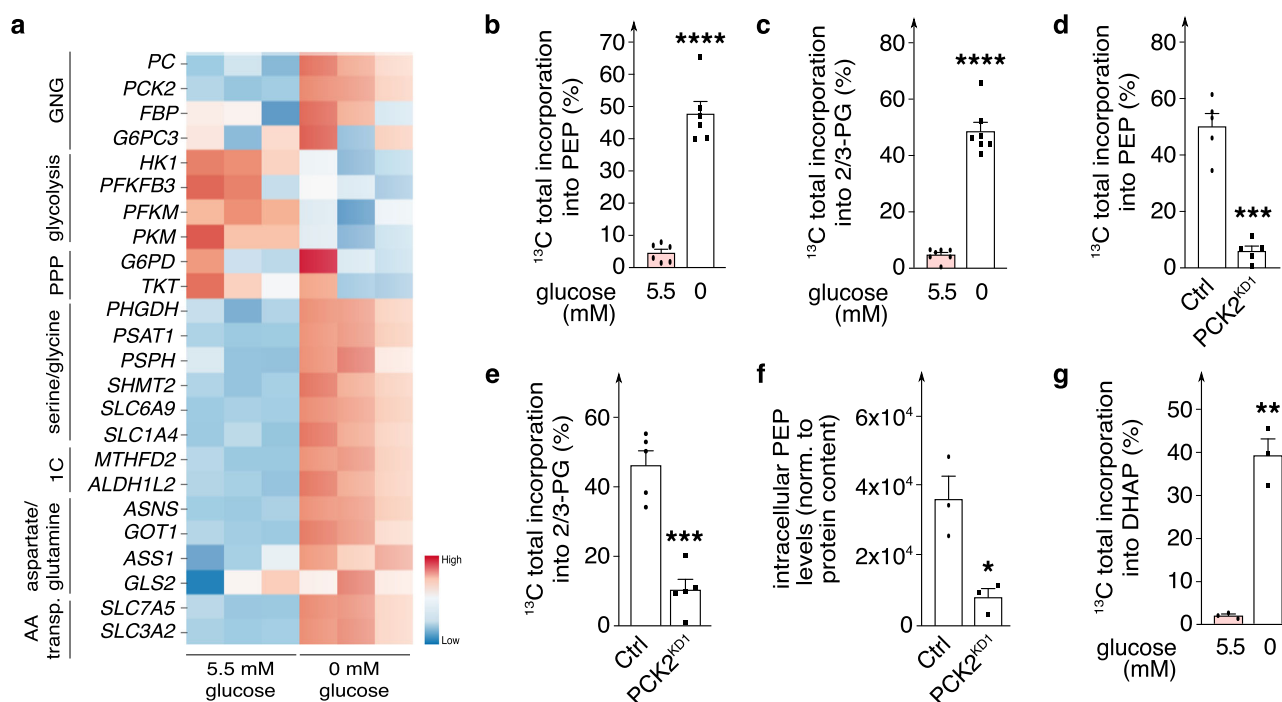 a
GNG
PC
PCK2
FBP
G6PC3
glycolysis
HK1
PFKFB3
PFKM
PKM
PPP
G6PD
TKT
serine/glycine
PHGDH
PSAT1
PSPH
SHMT2
SLC6A9
SLC1A4
1C
MTHFD2
ALDH1L2
aspartate/
glutamine
ASNS
GOT1
ASS1
GLS2
AA
transp.
SLC7A5
SLC3A2
High
Low
5.5 mM
glucose
0 mM
glucose
b
¹³C total incorporation
into PEP (%)
70
60
50
40
30
20
10
0
****
glucose
(mM)
5.5
0
c
¹³C total incorporation
into 2/3-PG (%)
80
60
40
20
0
****
glucose
(mM)
5.5
0
d
¹³C total incorporation
into PEP (%)
80
60
40
20
0
***
Ctrl
PCK2ᴷᴰ¹
e
¹³C total incorporation
into 2/3-PG (%)
60
40
20
0
***
Ctrl
PCK2ᴷᴰ¹
f
intracellular PEP
levels (norm. to
protein content)
6x10⁴
4x10⁴
2x10⁴
0
*
Ctrl
PCK2ᴷᴰ¹
g
¹³C total incorporation
into DHAP (%)
50
40
30
20
10
0
**
glucose
(mM)
5.5
0